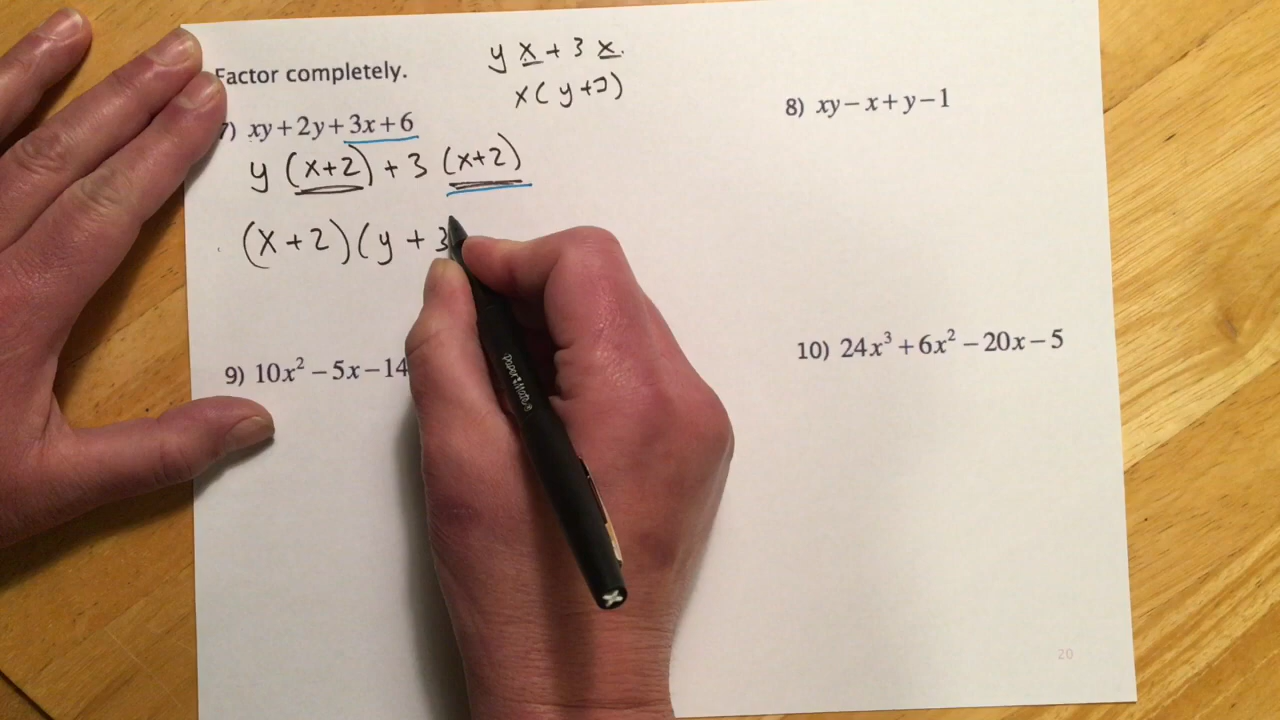 Factor completely.
y x + 3 x.
x( y + 3)
7) xy + 2y + 3x + 6
y (x+2) + 3 (x+2)
(x+2)(y + 3
8) xy − x + y − 1
9) 10x² − 5x − 14
10) 24x³ + 6x² − 20x − 5
PaperMate®
20